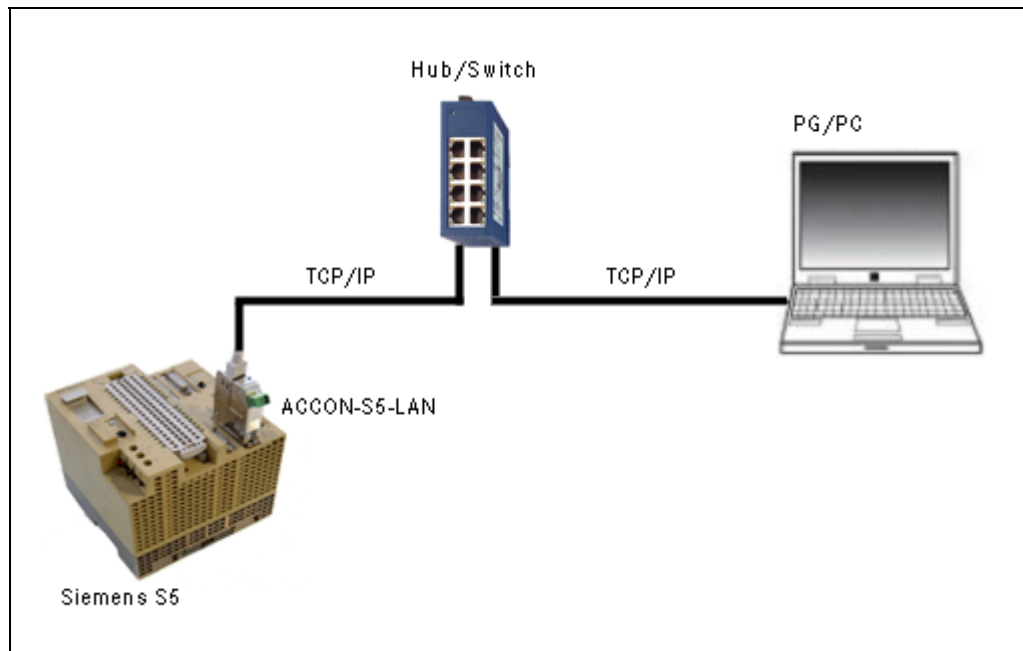 Hub/Switch
PG/PC
TCP/IP
TCP/IP
ACCON-S5-LAN
Siemens S5